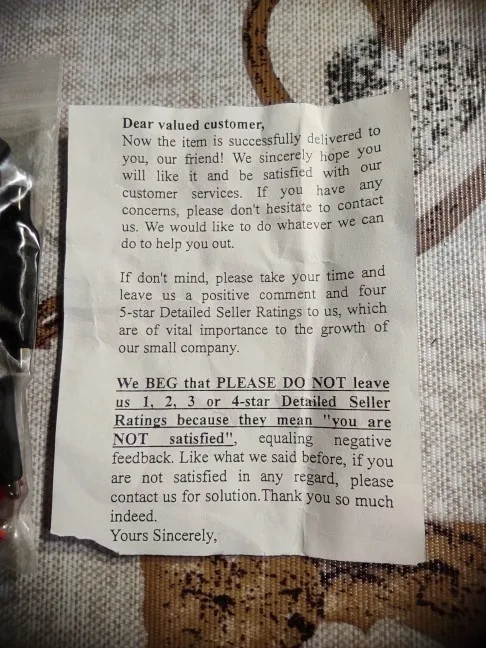 Dear valued customer,
Now the item is successfully delivered to
you, our friend! We sincerely hope you
will like it and be satisfied with our
customer services. If you have any
concerns, please don't hesitate to contact
us. We would like to do whatever we can
do to help you out.
If don't mind, please take your time and
leave us a positive comment and four
5-star Detailed Seller Ratings to us, which
are of vital importance to the growth of
our small company.
We BEG that PLEASE DO NOT leave
us 1, 2, 3 or 4-star Detailed Seller
Ratings because they mean "you are
NOT satisfied", equaling negative
feedback. Like what we said before, if you
are not satisfied in any regard, please
contact us for solution.Thank you so much
indeed.
Yours Sincerely,